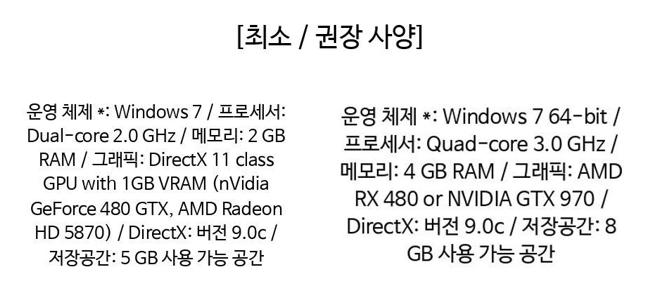 [최소 / 권장 사양]
운영 체제 *: Windows 7 / 프로세서:
Dual-core 2.0 GHz / 메모리: 2 GB
RAM / 그래픽: DirectX 11 class
GPU with 1GB VRAM (nVidia
GeForce 480 GTX, AMD Radeon
HD 5870) / DirectX: 버전 9.0c /
저장공간: 5 GB 사용 가능 공간
운영 체제 *: Windows 7 64-bit /
프로세서: Quad-core 3.0 GHz /
메모리: 4 GB RAM / 그래픽: AMD
RX 480 or NVIDIA GTX 970 /
DirectX: 버전 9.0c / 저장공간: 8
GB 사용 가능 공간